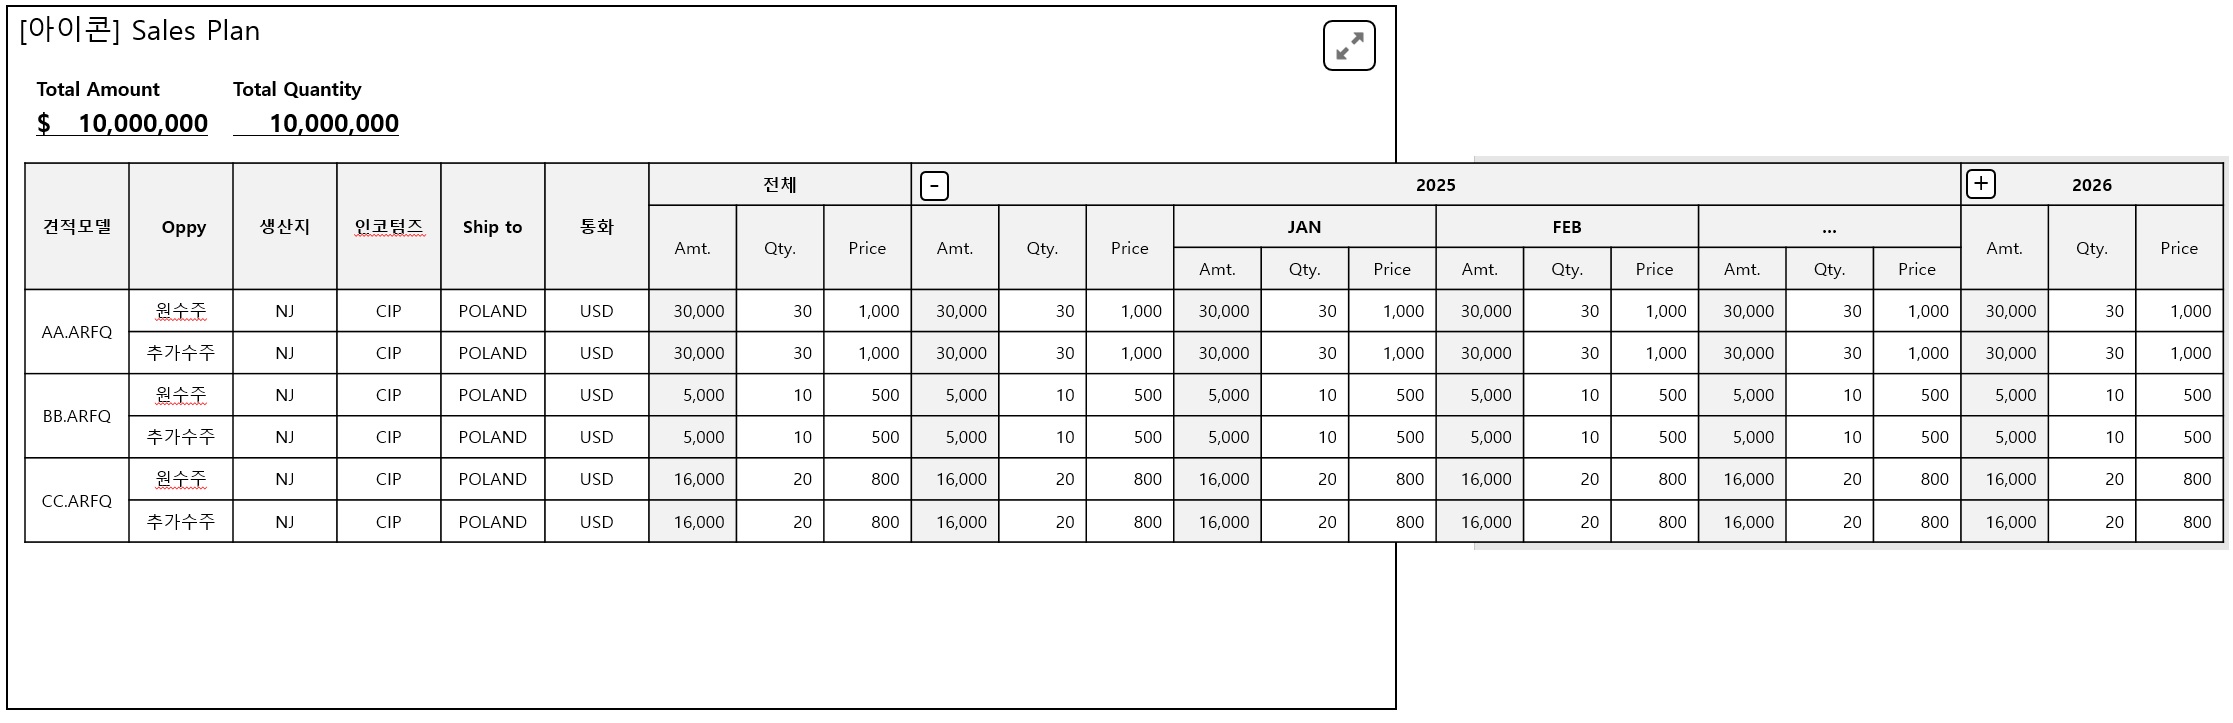 [아이콘] Sales Plan
Total Amount Total Quantity
$ 10,000,000 10,000,000
전체 - 2025 + 2026
견적모델 Oppy 생산지 인코텀즈 Ship to 통화 Amt. Qty. Price Amt. Qty. Price JAN FEB ... Amt. Qty. Price
Amt. Qty. Price Amt. Qty. Price Amt. Qty. Price
AA.ARFQ 원수주 NJ CIP POLAND USD 30,000 30 1,000 30,000 30 1,000 30,000 30 1,000 30,000 30 1,000 30,000 30 1,000 30,000 30 1,000
추가수주 NJ CIP POLAND USD 30,000 30 1,000 30,000 30 1,000 30,000 30 1,000 30,000 30 1,000 30,000 30 1,000 30,000 30 1,000
BB.ARFQ 원수주 NJ CIP POLAND USD 5,000 10 500 5,000 10 500 5,000 10 500 5,000 10 500 5,000 10 500 5,000 10 500
추가수주 NJ CIP POLAND USD 5,000 10 500 5,000 10 500 5,000 10 500 5,000 10 500 5,000 10 500 5,000 10 500
CC.ARFQ 원수주 NJ CIP POLAND USD 16,000 20 800 16,000 20 800 16,000 20 800 16,000 20 800 16,000 20 800 16,000 20 800
추가수주 NJ CIP POLAND USD 16,000 20 800 16,000 20 800 16,000 20 800 16,000 20 800 16,000 20 800 16,000 20 800